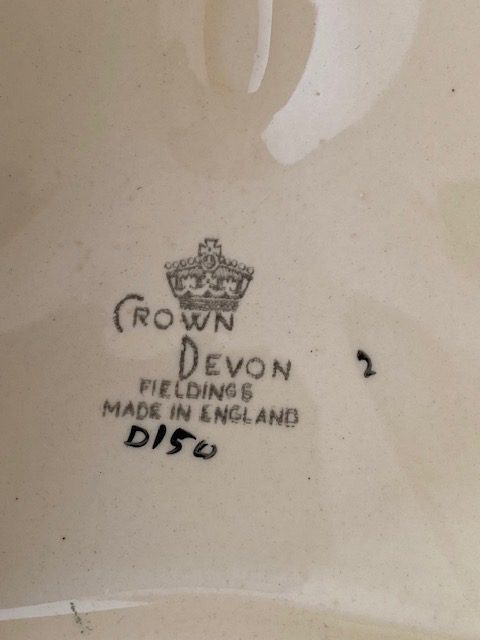 CROWN
DEVON
FIELDINGS
MADE IN ENGLAND
D150
2